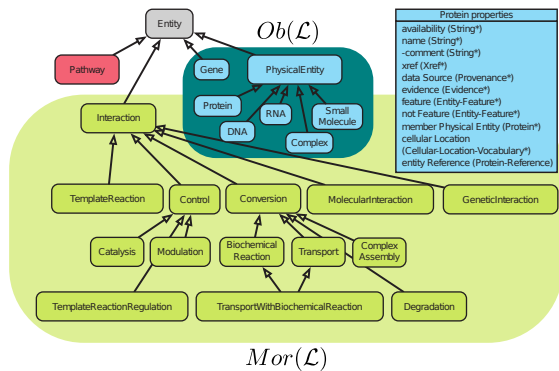 Entity
Ob(ℒ)
Pathway
Gene
PhysicalEntity
Protein
RNA
Small
Molecule
DNA
Complex
Interaction
Protein properties
availability (String*)
name (String*)
-comment (String*)
xref (Xref*)
data Source (Provenance*)
evidence (Evidence*)
feature (Entity-Feature*)
not Feature (Entity-Feature*)
member Physical Entity (Protein*)
cellular Location
(Cellular-Location-Vocabulary*)
entity Reference (Protein-Reference)
TemplateReaction
Control
Conversion
MolecularInteraction
GeneticInteraction
Catalysis
Modulation
Biochemical
Reaction
Transport
Complex
Assembly
TemplateReactionRegulation
TransportWithBiochemicalReaction
Degradation
Mor(ℒ)